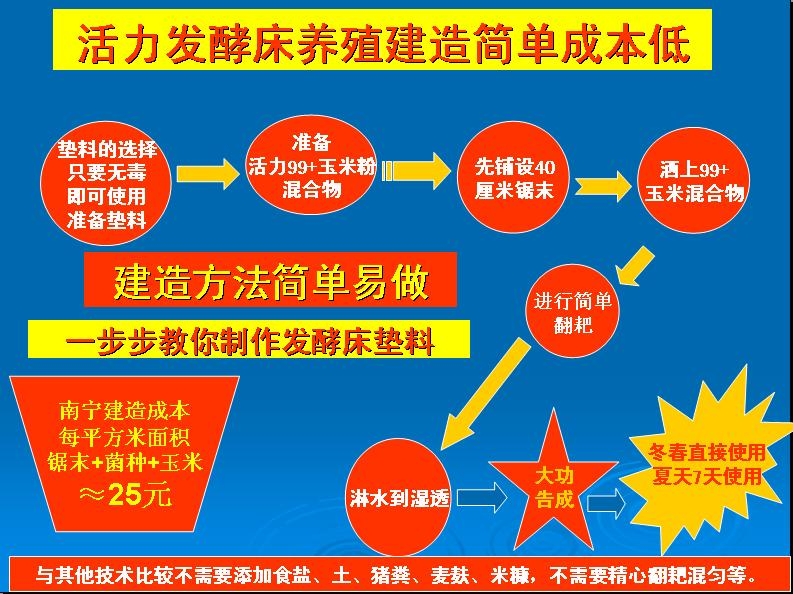 活力发酵床养殖建造简单成本低
垫料的选择
只要无毒
即可使用
准备垫料
准备
活力99+玉米粉
混合物
先铺设40
厘米锯末
洒上99+
玉米混合物
进行简单
翻耙
建造方法简单易做
一步步教你制作发酵床垫料
南宁建造成本
每平方米面积
锯末+菌种+玉米
≈25元
淋水到湿透
大功
告成
冬春直接使用
夏天7天使用
与其他技术比较不需要添加食盐、土、猪粪、麦麸、米糠，不需要精心翻耙混匀等。